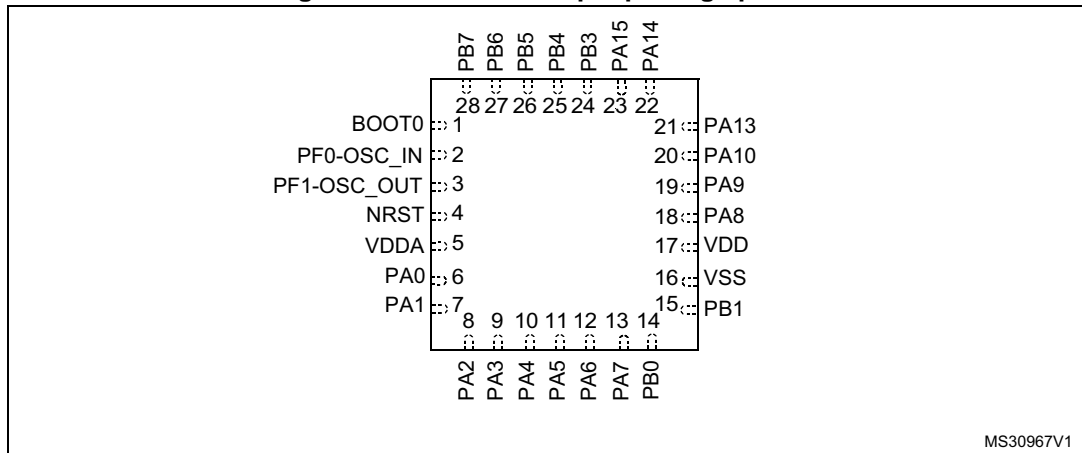 PB7 PB6 PB5 PB4 PB3 PA15 PA14
28 27 26 25 24 23 22
BOOT0 1 21 PA13
PF0-OSC_IN 2 20 PA10
PF1-OSC_OUT 3 19 PA9
NRST 4 18 PA8
VDDA 5 17 VDD
PA0 6 16 VSS
PA1 7 15 PB1
8 9 10 11 12 13 14
PA2 PA3 PA4 PA5 PA6 PA7 PB0
MS30967V1